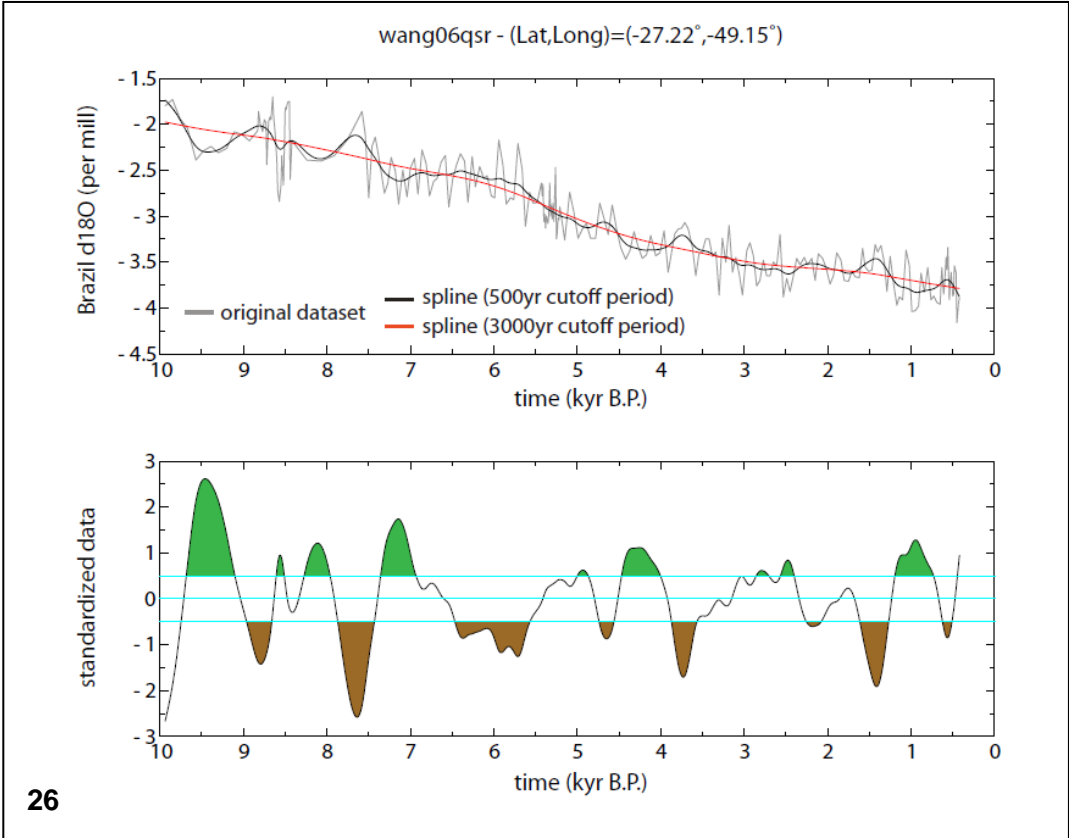 wang06qsr - (Lat,Long)=(-27.22°,-49.15°)
Brazil d18O (per mill)
- 1.5
- 2
- 2.5
- 3
- 3.5
- 4
- 4.5
original dataset
spline (500yr cutoff period)
spline (3000yr cutoff period)
10 9 8 7 6 5 4 3 2 1 0
time (kyr B.P.)
standardized data
3
2
1
0
- 1
- 2
- 3
10 9 8 7 6 5 4 3 2 1 0
time (kyr B.P.)
26